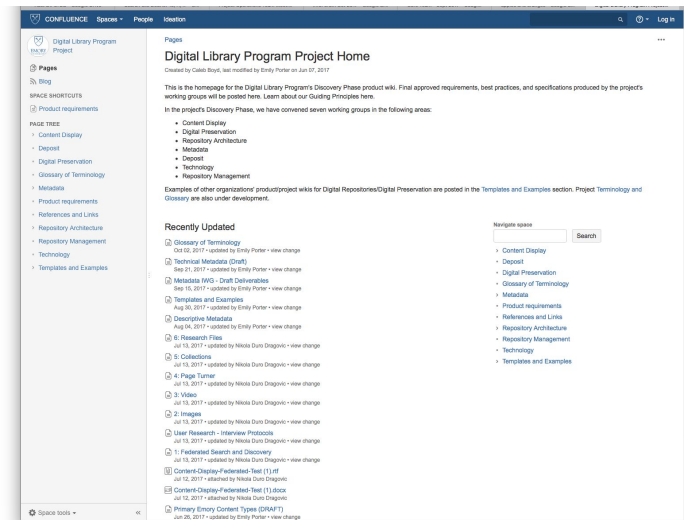 CONFLUENCE Spaces People Ideation Log in
Digital Library Program Project
EMORY
Pages
Blog
SPACE SHORTCUTS
Product requirements
PAGE TREE
Content Display
Deposit
Digital Preservation
Glossary of Terminology
Metadata
Product requirements
References and Links
Repository Architecture
Repository Management
Technology
Templates and Examples
Space tools
Pages
Digital Library Program Project Home
Created by Caleb Boyd, last modified by Emily Porter on Jun 07, 2017
This is the homepage for the Digital Library Program's Discovery Phase product wiki. Final approved requirements, best practices, and specifications produced by the project's
working groups will be posted here. Learn about our Guiding Principles here.
In the project's Discovery Phase, we have convened seven working groups in the following areas:
• Content Display
• Digital Preservation
• Repository Architecture
• Metadata
• Deposit
• Technology
• Repository Management
Examples of other organizations' product/project wikis for Digital Repositories/Digital Preservation are posted in the Templates and Examples section. Project Terminology and
Glossary are also under development.
Recently Updated
Glossary of Terminology
Oct 02, 2017 • updated by Emily Porter • view change
Technical Metadata (Draft)
Sep 21, 2017 • updated by Emily Porter • view change
Metadata IWG - Draft Deliverables
Sep 15, 2017 • updated by Emily Porter • view change
Templates and Examples
Aug 30, 2017 • updated by Emily Porter • view change
Descriptive Metadata
Aug 04, 2017 • updated by Emily Porter • view change
6: Research Files
Jul 13, 2017 • updated by Nikola Duro Dragovic • view change
5: Collections
Jul 13, 2017 • updated by Nikola Duro Dragovic • view change
4: Page Turner
Jul 13, 2017 • updated by Nikola Duro Dragovic • view change
3: Video
Jul 13, 2017 • updated by Nikola Duro Dragovic • view change
2: Images
Jul 13, 2017 • updated by Nikola Duro Dragovic • view change
User Research - Interview Protocols
Jul 13, 2017 • updated by Nikola Duro Dragovic • view change
1: Federated Search and Discovery
Jul 13, 2017 • updated by Nikola Duro Dragovic • view change
Content-Display-Federated-Test (1).rtf
Jul 12, 2017 • attached by Nikola Duro Dragovic
Content-Display-Federated-Test (1).docx
Jul 12, 2017 • attached by Nikola Duro Dragovic
Primary Emory Content Types (DRAFT)
Jun 26, 2017 • updated by Emily Porter • view change
Navigate space
Search
Content Display
Deposit
Digital Preservation
Glossary of Terminology
Metadata
Product requirements
References and Links
Repository Architecture
Repository Management
Technology
Templates and Examples